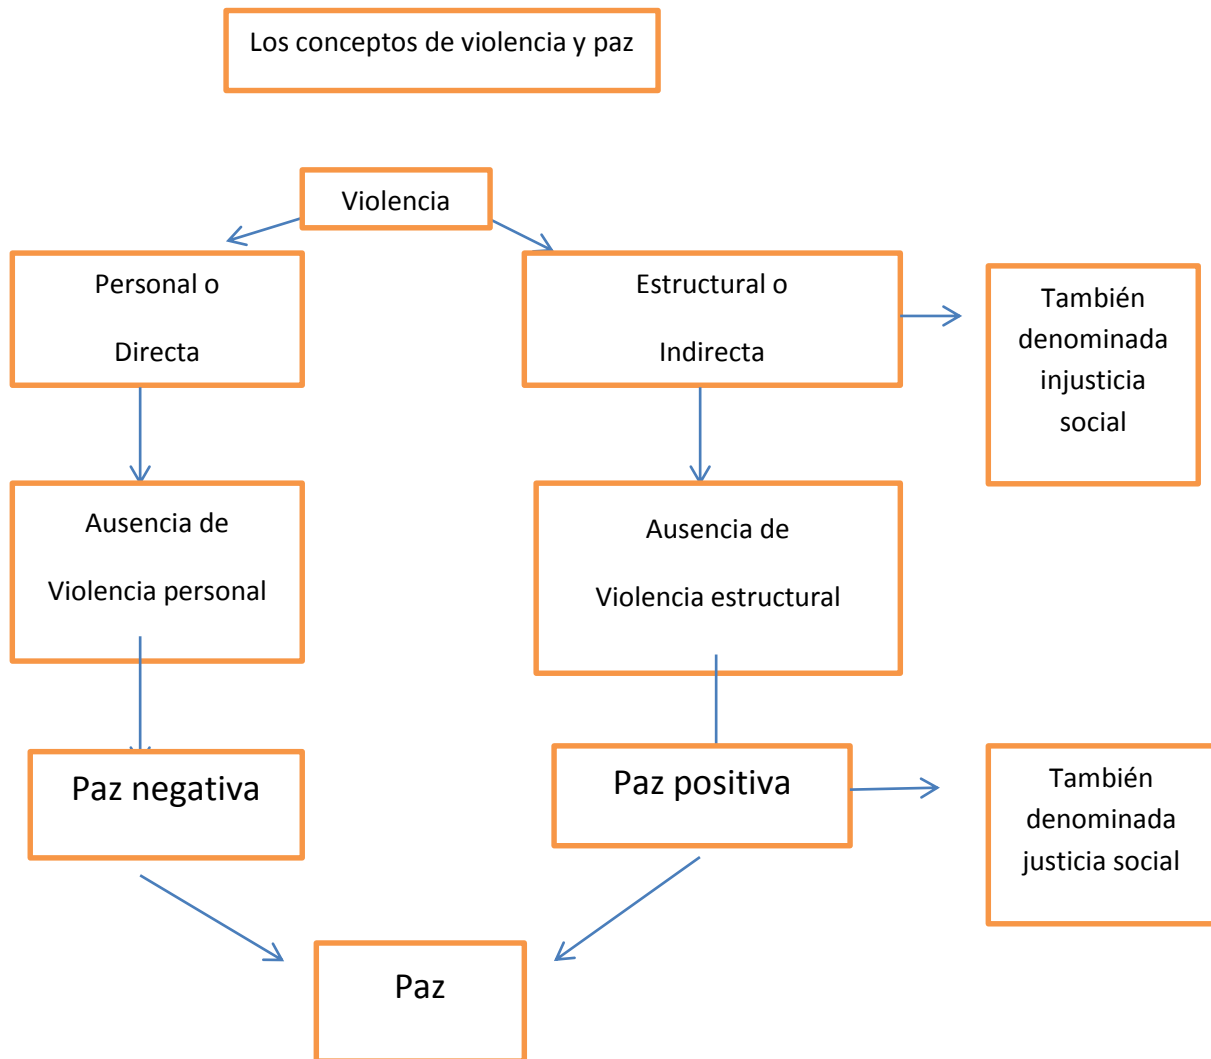 Los conceptos de violencia y paz
Violencia
Personal o
Directa
Estructural o
Indirecta
También
denominada
injusticia
social
Ausencia de
Violencia personal
Ausencia de
Violencia estructural
Paz negativa
Paz positiva
También
denominada
justicia social
Paz